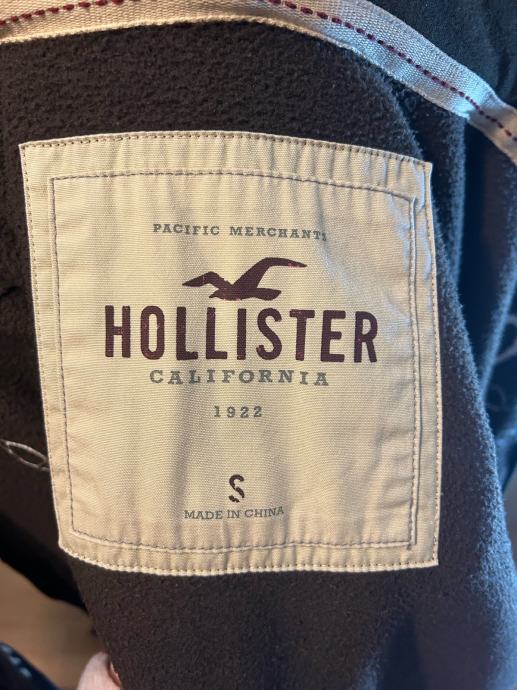 PACIFIC MERCHANTS
HOLLISTER
CALIFORNIA
1922
S
MADE IN CHINA